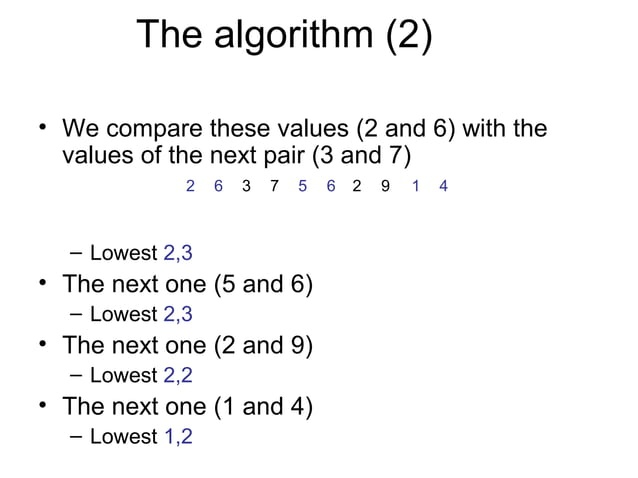 The algorithm (2)
• We compare these values (2 and 6) with the
values of the next pair (3 and 7)
2 6 3 7 5 6 2 9 1 4
– Lowest 2,3
• The next one (5 and 6)
– Lowest 2,3
• The next one (2 and 9)
– Lowest 2,2
• The next one (1 and 4)
– Lowest 1,2